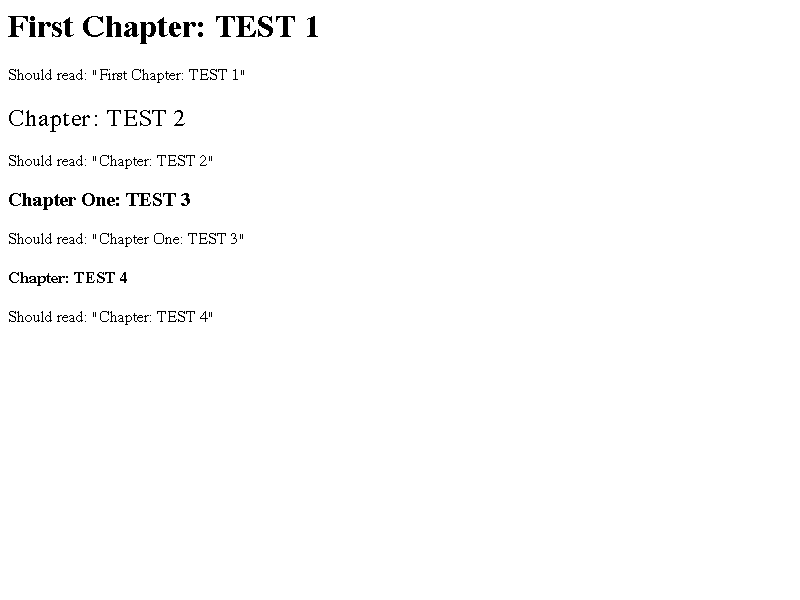 First Chapter: TEST 1
Should read: "First Chapter: TEST 1"
Chapter: TEST 2
Should read: "Chapter: TEST 2"
Chapter One: TEST 3
Should read: "Chapter One: TEST 3"
Chapter: TEST 4
Should read: "Chapter: TEST 4"